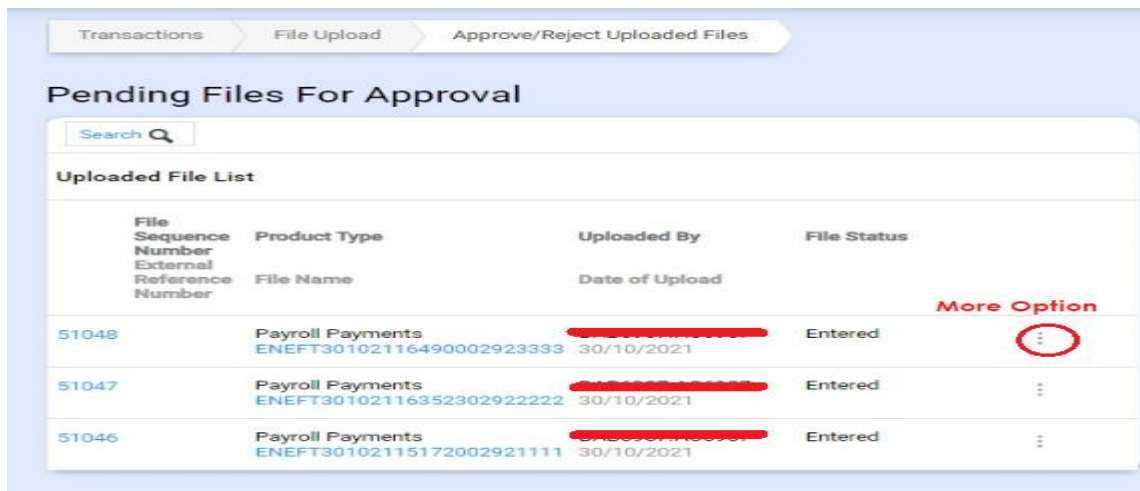 Transactions File Upload Approve/Reject Uploaded Files
Pending Files For Approval
Search
Uploaded File List
File Sequence Number Product Type Uploaded By File Status
External Reference Number File Name Date of Upload
More Option
51048 Payroll Payments Entered
ENEFT30102116490002923333 30/10/2021
51047 Payroll Payments Entered
ENEFT30102116352302922222 30/10/2021
51046 Payroll Payments Entered
ENEFT30102115172002921111 30/10/2021